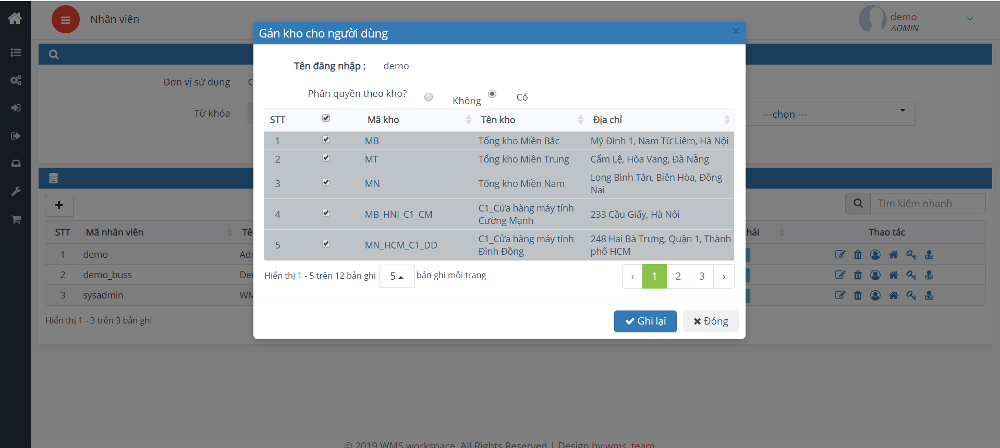 Nhân viên
demo
ADMIN
Gán kho cho người dùng
Tên đăng nhập : demo
Phân quyền theo kho? Không Có
STT Mã kho Tên kho Địa chỉ
1 MB Tổng kho Miền Bắc Mỹ Đình 1, Nam Từ Liêm, Hà Nội
2 MT Tổng kho Miền Trung Cẩm Lệ, Hòa Vang, Đà Nẵng
3 MN Tổng kho Miền Nam Long Bình Tân, Biên Hòa, Đồng
Nai
4 MB_HNI_C1_CM C1_Cửa hàng máy tính
Cường Mạnh
233 Cầu Giấy, Hà Nôi
5 MN_HCM_C1_DD C1_Cửa hàng máy tính
Đình Đồng
248 Hai Bà Trưng, Quận 1, Thành
phố HCM
Hiển thị 1 - 5 trên 12 bản ghi 5 bản ghi mỗi trang
‹ 1 2 3 ›
Ghi lại Đóng
Đơn vị sử dụng
Từ khóa
---chọn ---
Tìm kiếm nhanh
STT Mã nhân viên Thao tác
1 demo
2 demo_buss
3 sysadmin
Hiển thị 1 - 3 trên 3 bản ghi
© 2019 WMS workspace. All Rights Reserved | Design by wms_team